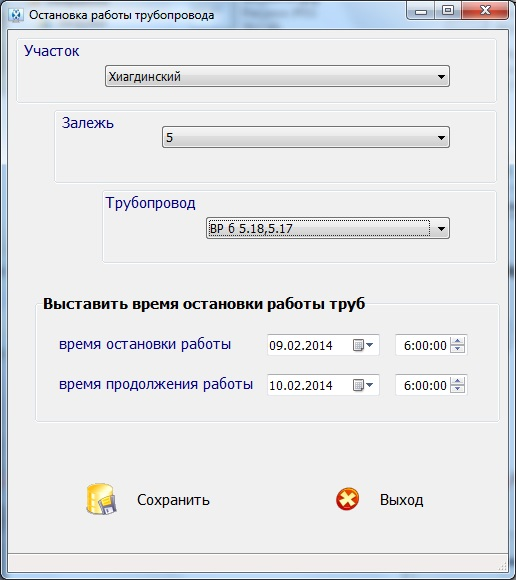 Остановка работы трубопровода
Участок
Хиагдинский
Залежь
5
Трубопровод
ВР 6 5.18,5.17
Выставить время остановки работы труб
время остановки работы 09.02.2014 6:00:00
время продолжения работы 10.02.2014 6:00:00
Сохранить Выход